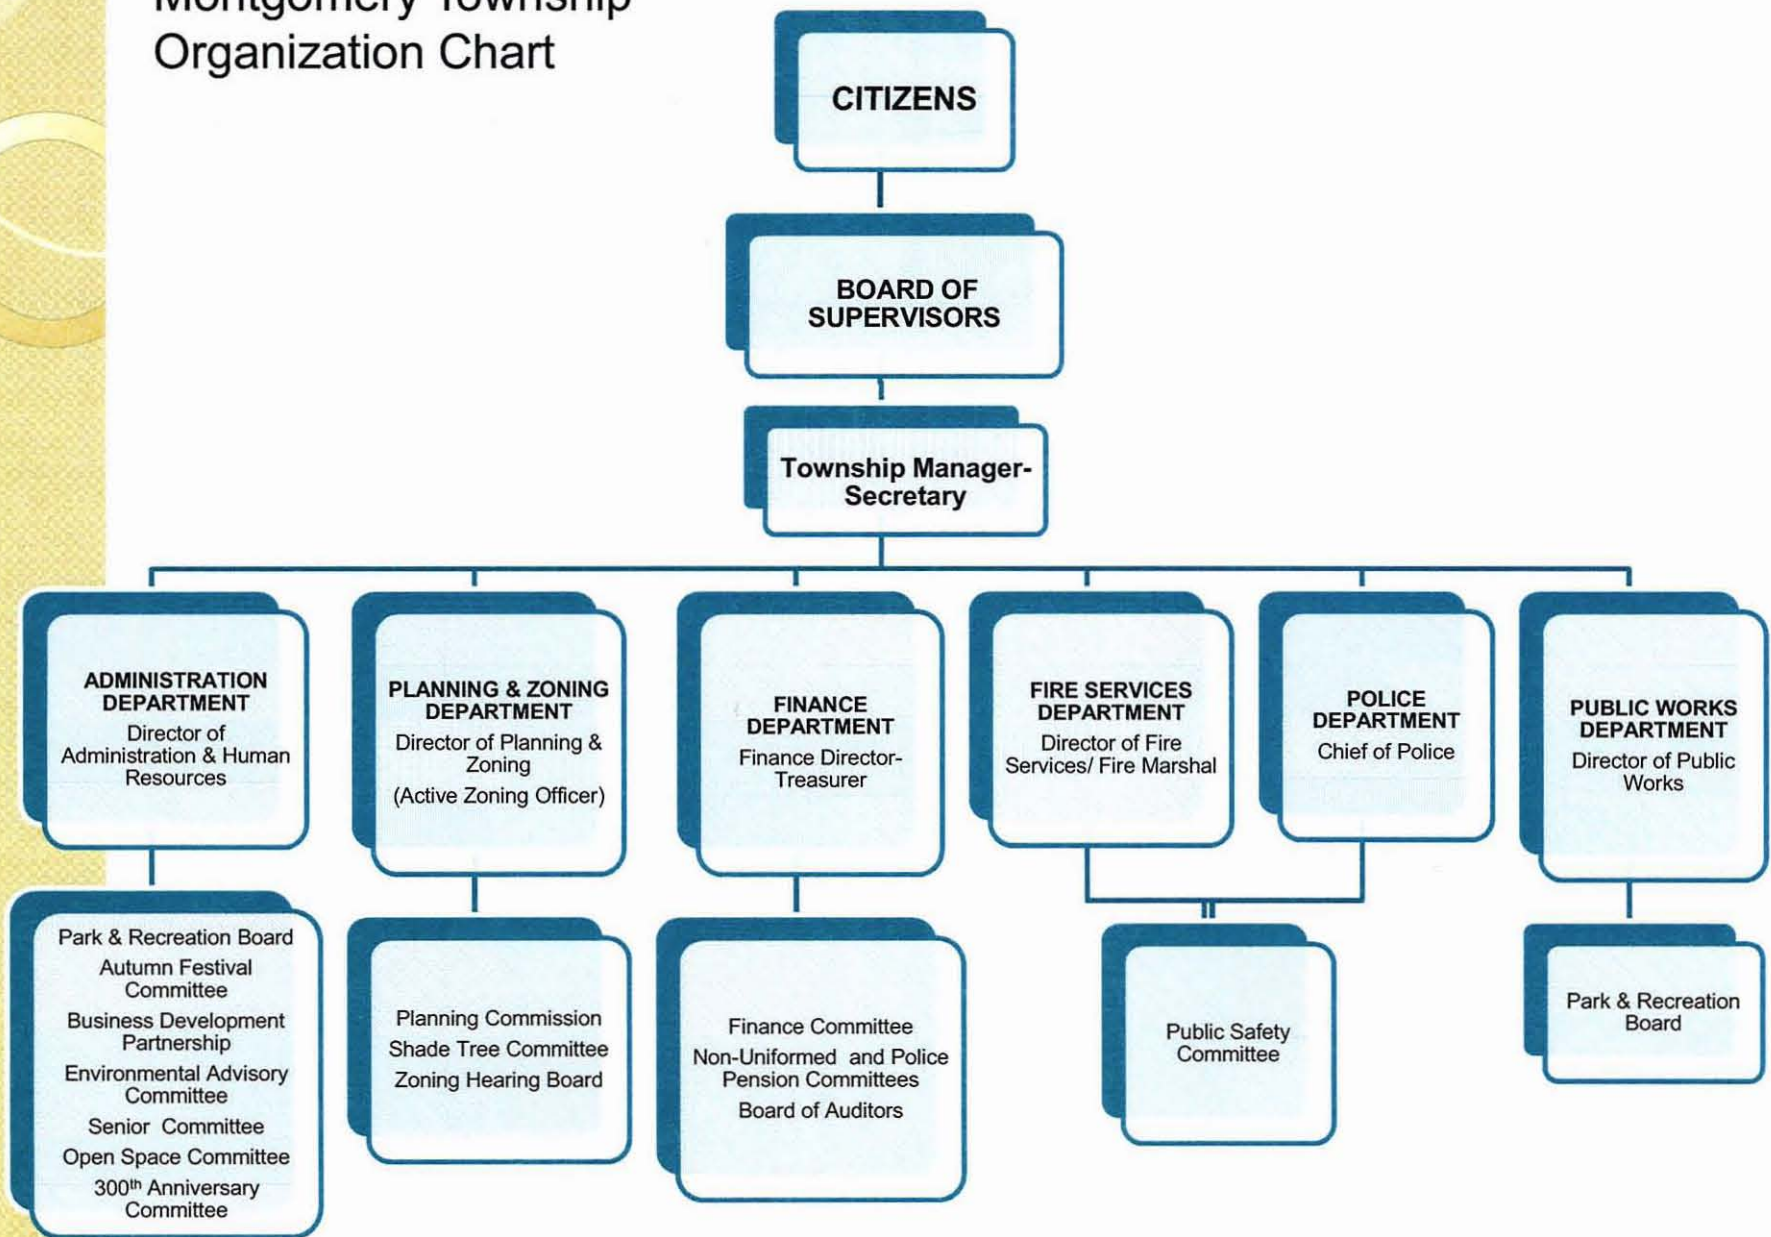 Montgomery Township
Organization Chart
CITIZENS
BOARD OF
SUPERVISORS
Township Manager-
Secretary
ADMINISTRATION
DEPARTMENT
Director of
Administration & Human
Resources
PLANNING & ZONING
DEPARTMENT
Director of Planning &
Zoning
(Active Zoning Officer)
FINANCE
DEPARTMENT
Finance Director-
Treasurer
FIRE SERVICES
DEPARTMENT
Director of Fire
Services/ Fire Marshal
POLICE
DEPARTMENT
Chief of Police
PUBLIC WORKS
DEPARTMENT
Director of Public
Works
Park & Recreation Board
Autumn Festival
Committee
Business Development
Partnership
Environmental Advisory
Committee
Senior Committee
Open Space Committee
300th Anniversary
Committee
Planning Commission
Shade Tree Committee
Zoning Hearing Board
Finance Committee
Non-Uniformed and Police
Pension Committees
Board of Auditors
Public Safety
Committee
Park & Recreation
Board